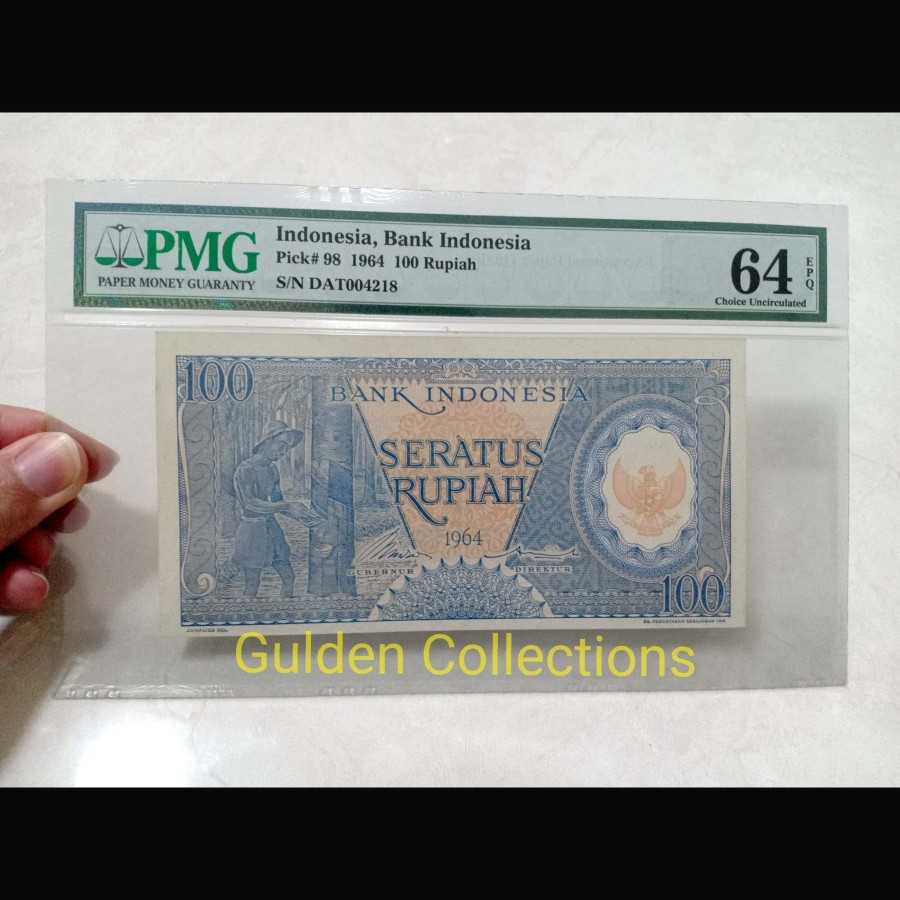 PMG
PAPER MONEY GUARANTY
Indonesia, Bank Indonesia
Pick# 98 1964 100 Rupiah
S/N DAT004218
64 EPQ
Choice Uncirculated
100
BANK INDONESIA
SERATUS
RUPIAH
1964
GUBERNUR
DIREKTUR
100
Gulden Collections